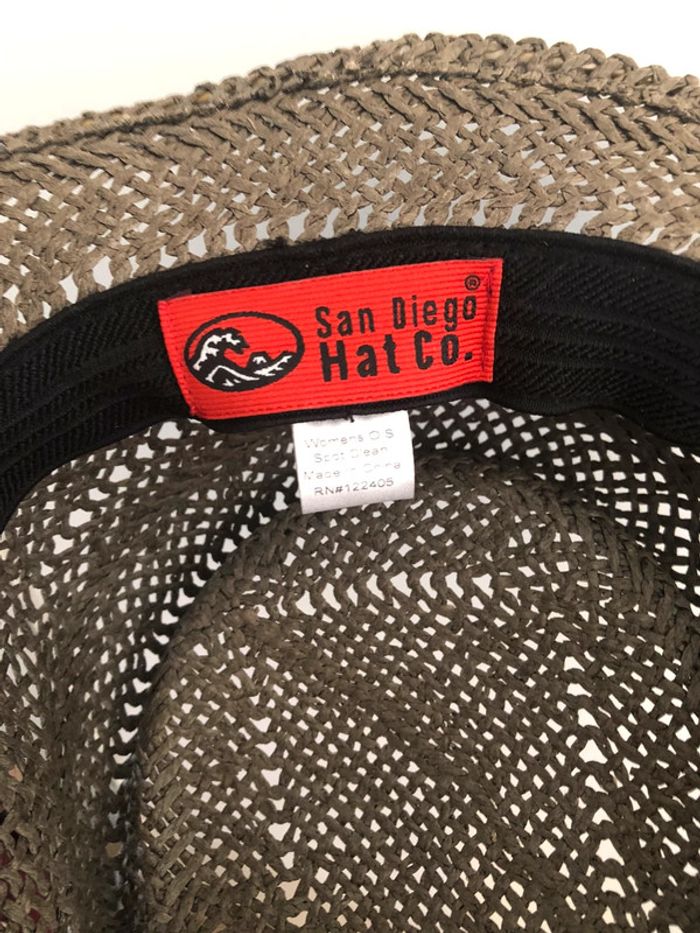 San Diego®
Hat Co.
Womens O S
Spot Clean
Made in China
RN#122405